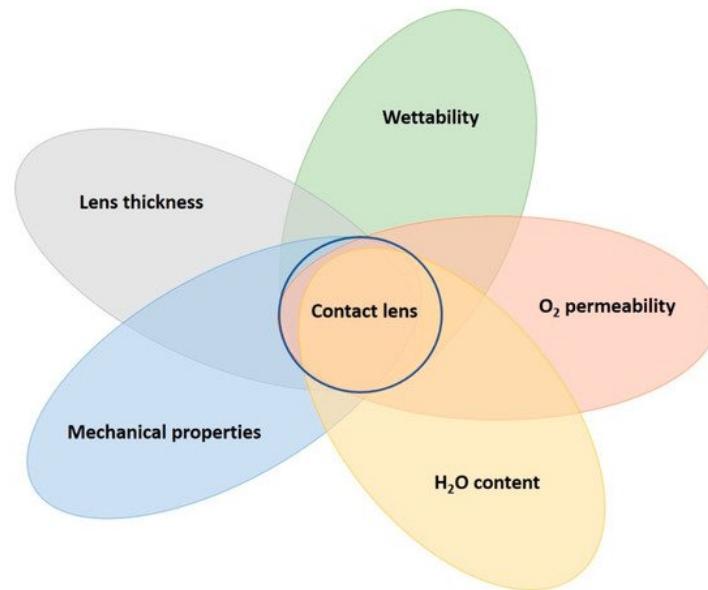 Wettability
Lens thickness
Contact lens
O₂ permeability
Mechanical properties
H₂O content